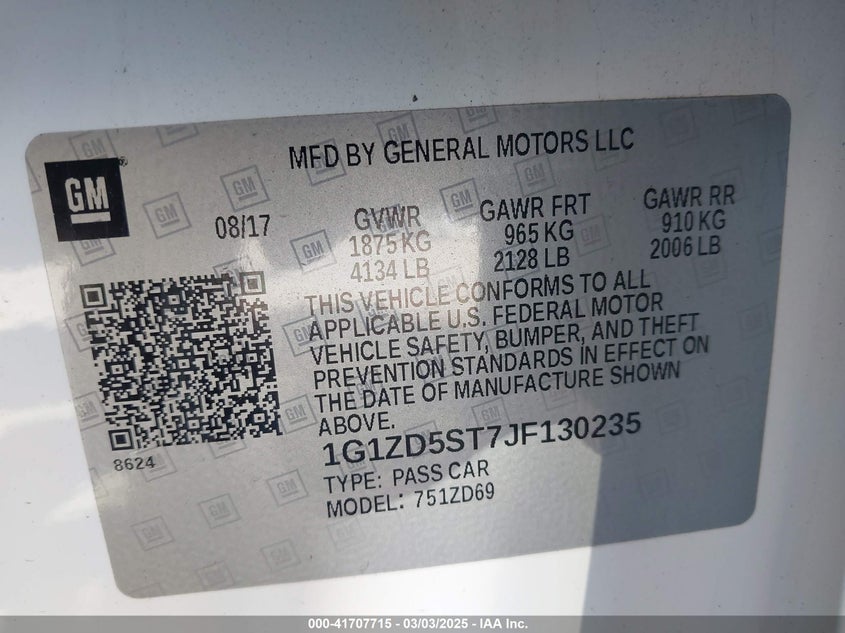 MFD BY GENERAL MOTORS LLC
GM
08/17
GVWR
1875 KG
4134 LB
GAWR FRT
965 KG
2128 LB
GAWR RR
910 KG
2006 LB
THIS VEHICLE CONFORMS TO ALL
APPLICABLE U.S. FEDERAL MOTOR
VEHICLE SAFETY, BUMPER, AND THEFT
PREVENTION STANDARDS IN EFFECT ON
THE DATE OF MANUFACTURE SHOWN
ABOVE.
8624
1G1ZD5ST7JF130235
TYPE: PASS CAR
MODEL: 751ZD69
000-41707715 - 03/03/2025 - IAA Inc.